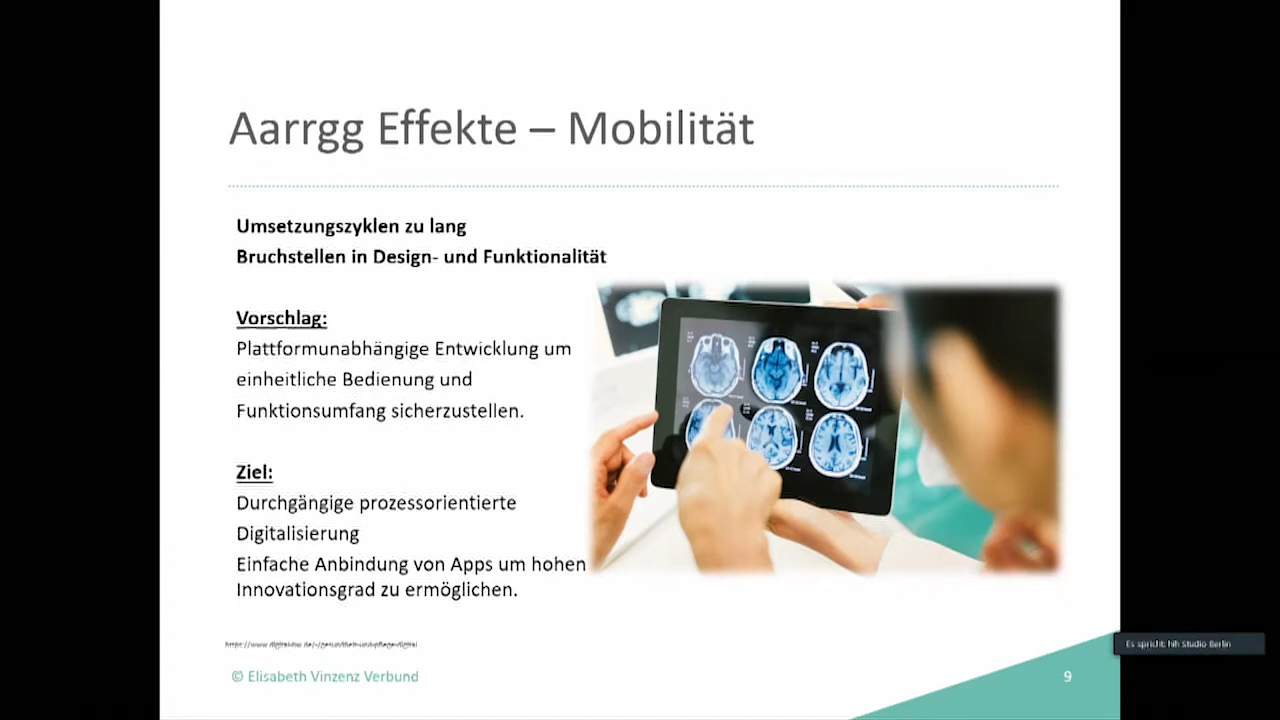 Aarrgg Effekte – Mobilität
Umsetzungszyklen zu lang
Bruchstellen in Design- und Funktionalität
Vorschlag:
Plattformunabhängige Entwicklung um
einheitliche Bedienung und
Funktionsumfang sicherzustellen.
Ziel:
Durchgängige prozessorientierte
Digitalisierung
Einfache Anbindung von Apps um hohen
Innovationsgrad zu ermöglichen.
© Elisabeth Vinzenz Verbund
9
Es spricht: hih Studio Berlin